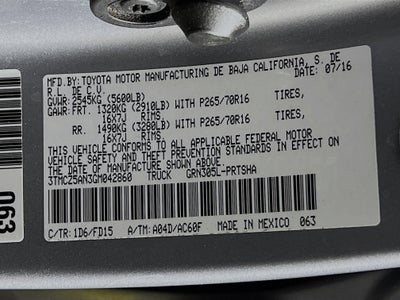 MFD.BY: TOYOTA MOTOR MANUFACTURING DE BAJA CALIFORNIA, S. DE
R.L. DE C.V. DATE: 07/16
GVWR: 2545KG (5600LB)
GAWR: FRT. 1320KG (2910LB) WITH P265/70R16 TIRES,
16X7J RIMS
RR. 1490KG (3280LB) WITH P265/70R16 TIRES,
16X7J RIMS
THIS VEHICLE CONFORMS TO ALL APPLICABLE FEDERAL MOTOR
VEHICLE SAFETY AND THEFT PREVENTION STANDARDS IN EFFECT ON
THE DATE OF MANUFACTURE SHOWN ABOVE.
3TMCZ5AN3GM042860 TRUCK GRN305L-PRTSHA
C/TR: 1D6/FD15 A/TM: A04D/AC60F MADE IN MEXICO 063
063